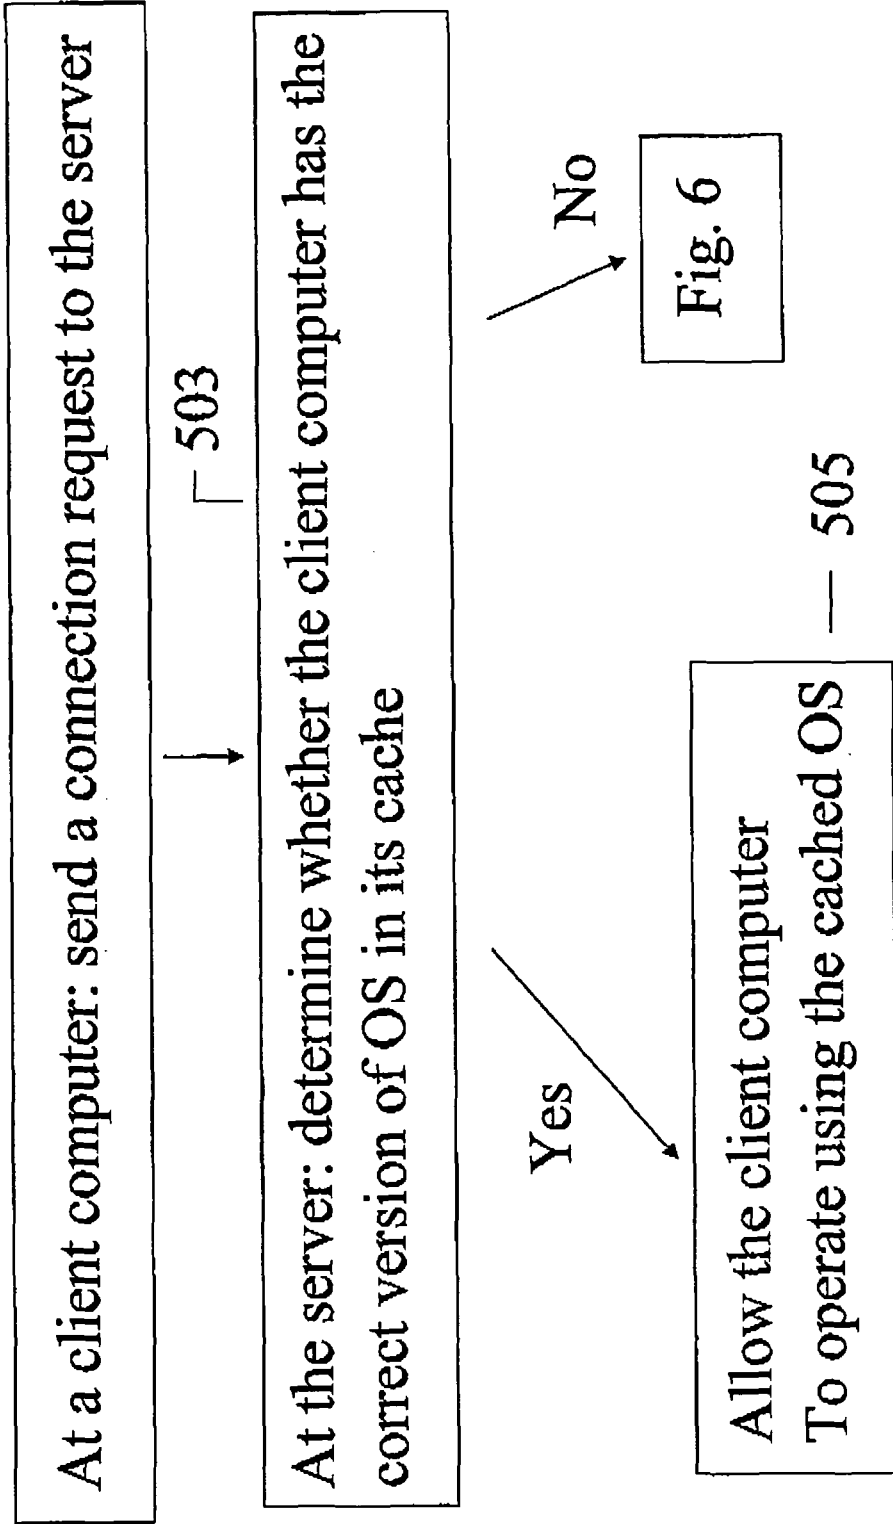 At a client computer: send a connection request to the server
503
At the server: determine whether the client computer has the
correct version of OS in its cache
Yes
No
Allow the client computer
To operate using the cached OS
505
Fig. 6